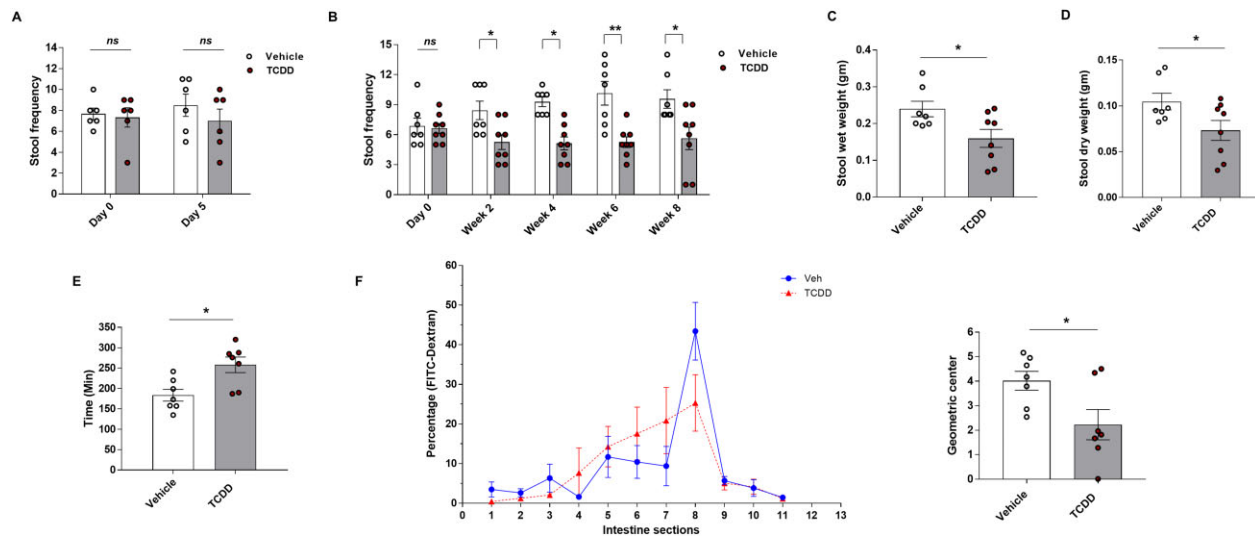 A
ns
ns
Vehicle
TCDD
Stool frequency
14
12
10
8
6
4
2
0
Day 0
Day 5
B
ns
*
*
**
*
Vehicle
TCDD
Stool frequency
15
12
9
6
3
0
Day 0
Week 2
Week 4
Week 6
Week 8
C
*
Stool wet weight (gm)
0.4
0.3
0.2
0.1
0.0
Vehicle
TCDD
D
*
Stool dry weight (gm)
0.15
0.10
0.05
0.00
Vehicle
TCDD
E
*
Time (Min)
350
300
250
200
150
100
50
0
Vehicle
TCDD
F
Veh
TCDD
Percentage (FITC-Dextran)
60
50
40
30
20
10
0
0 1 2 3 4 5 6 7 8 9 10 11 12 13
Intestine sections
*
Geometric center
6
5
4
3
2
1
0
Vehicle
TCDD